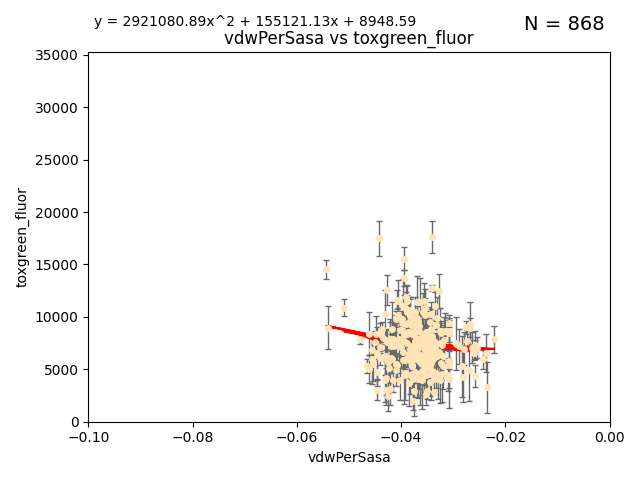 y = 2921080.89x^2 + 155121.13x + 8948.59
N = 868
vdwPerSasa vs toxgreen_fluor
35000
30000
25000
20000
15000
10000
5000
0
toxgreen_fluor
−0.10
−0.08
−0.06
−0.04
−0.02
0.00
vdwPerSasa